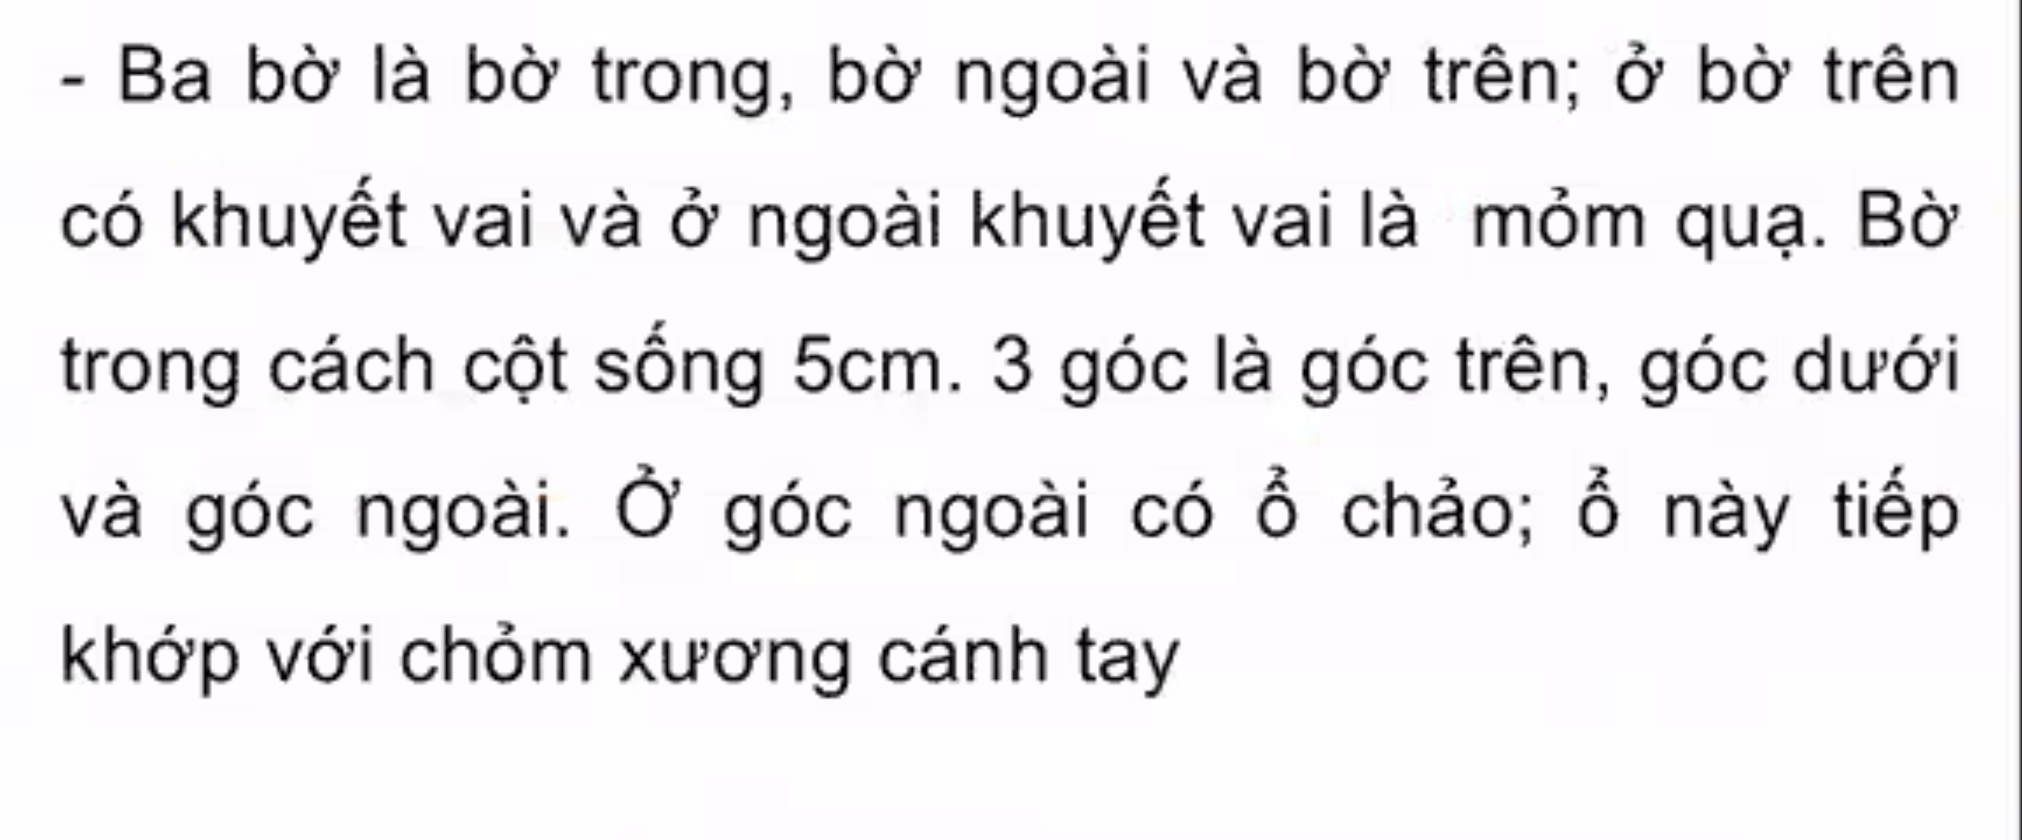 - Ba bờ là bờ trong, bờ ngoài và bờ trên; ở bờ trên
có khuyết vai và ở ngoài khuyết vai là mỏm quạ. Bờ
trong cách cột sống 5cm. 3 góc là góc trên, góc dưới
và góc ngoài. Ở góc ngoài có ổ chảo; ổ này tiếp
khớp với chỏm xương cánh tay